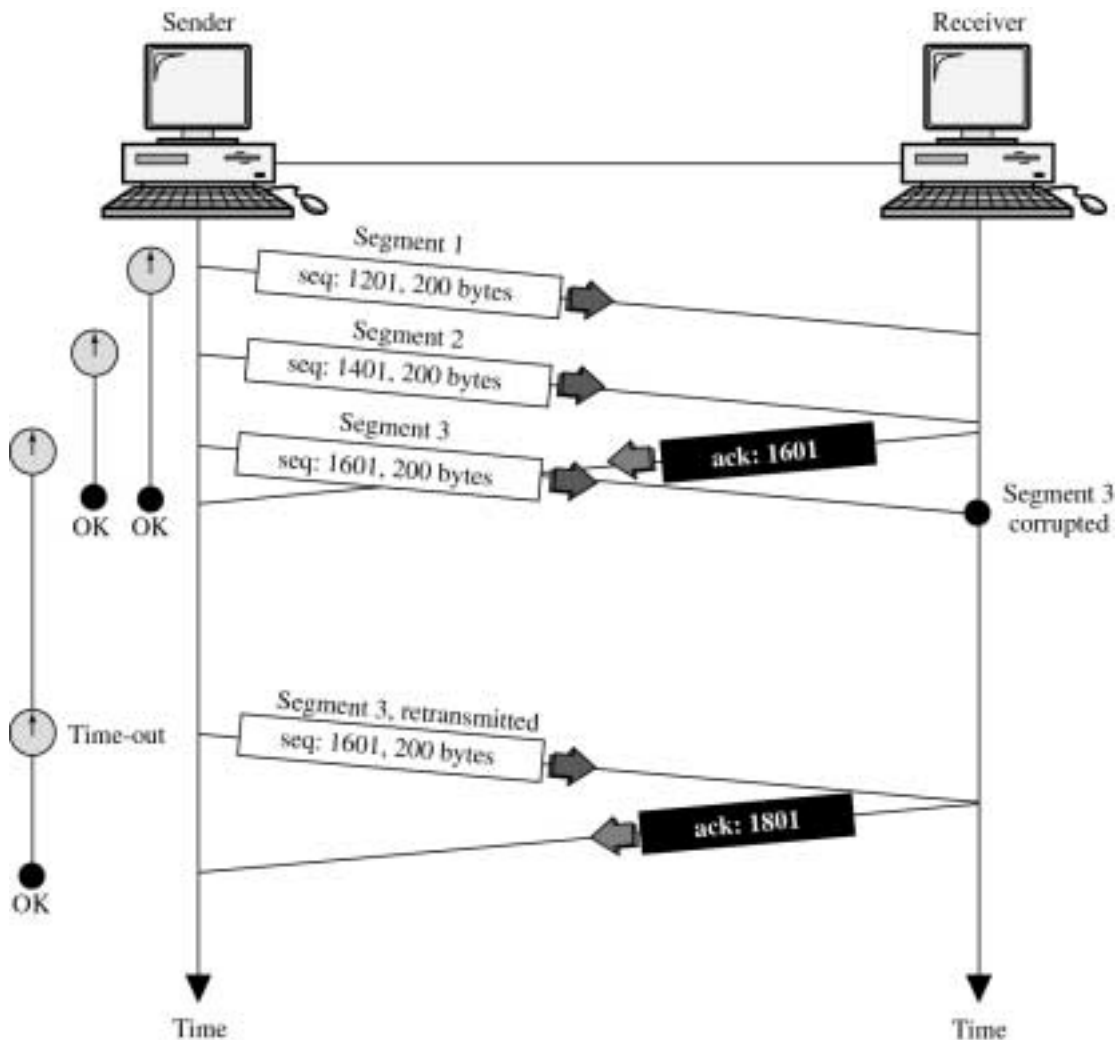 Sender
Receiver
Segment 1
seq: 1201, 200 bytes
Segment 2
seq: 1401, 200 bytes
Segment 3
seq: 1601, 200 bytes
ack: 1601
OK
OK
Segment 3
corrupted
Segment 3, retransmitted
Time-out
seq: 1601, 200 bytes
ack: 1801
OK
Time
Time